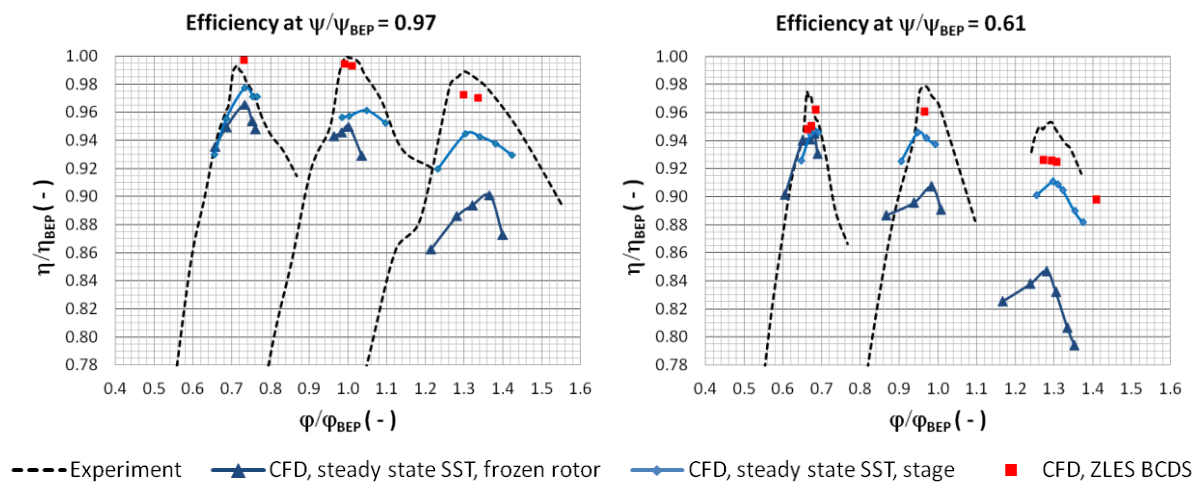 Efficiency at ψ/ψBEP = 0.97
η/ηBEP ( - )
1.00
0.98
0.96
0.94
0.92
0.90
0.88
0.86
0.84
0.82
0.80
0.78
0.4 0.5 0.6 0.7 0.8 0.9 1.0 1.1 1.2 1.3 1.4 1.5 1.6
φ/φBEP ( - )
Efficiency at ψ/ψBEP = 0.61
η/ηBEP ( - )
1.00
0.98
0.96
0.94
0.92
0.90
0.88
0.86
0.84
0.82
0.80
0.78
0.4 0.5 0.6 0.7 0.8 0.9 1.0 1.1 1.2 1.3 1.4 1.5 1.6
φ/φBEP ( - )
Experiment CFD, steady state SST, frozen rotor CFD, steady state SST, stage CFD, ZLES BCDS